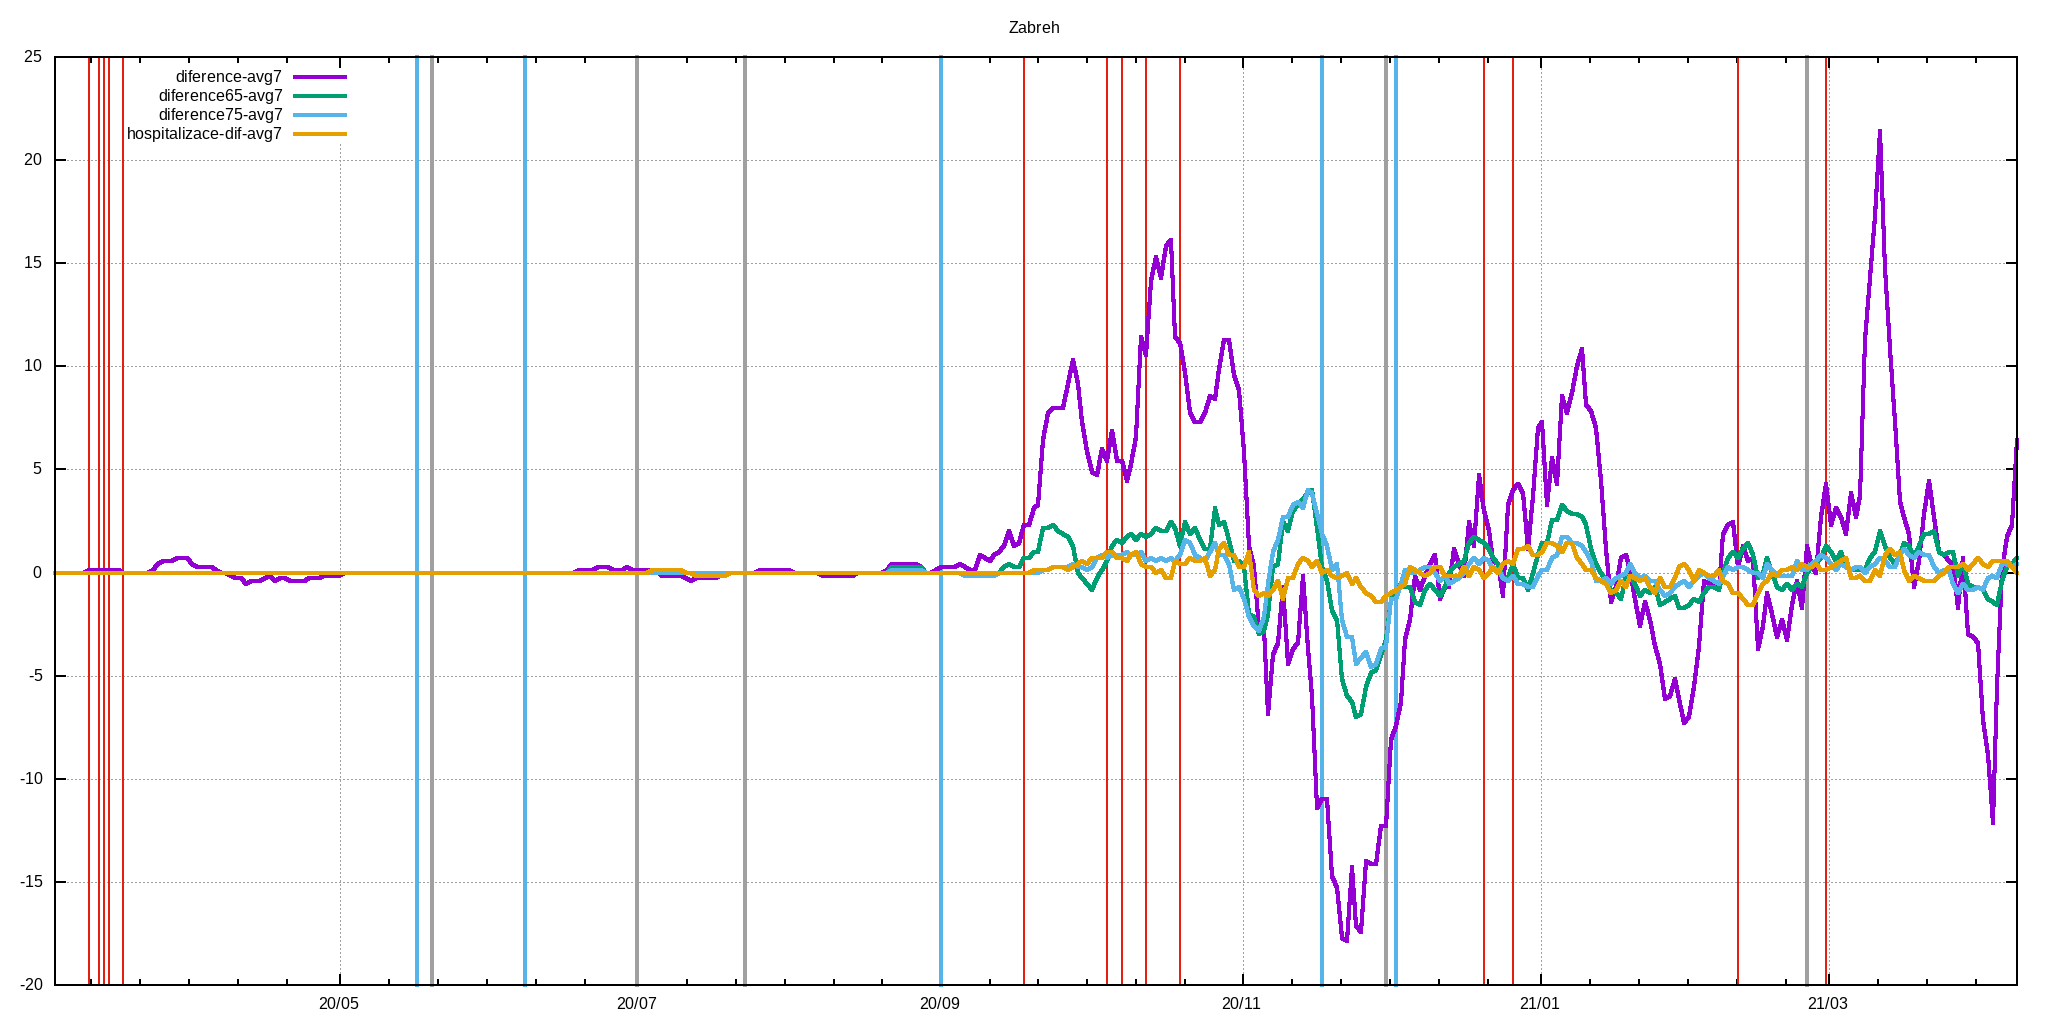 Zabreh
25
diference-avg7
diference65-avg7
diference75-avg7
hospitalizace-dif-avg7
20
15
10
5
0
-5
-10
-15
-20
20/05 20/07 20/09 20/11 21/01 21/03